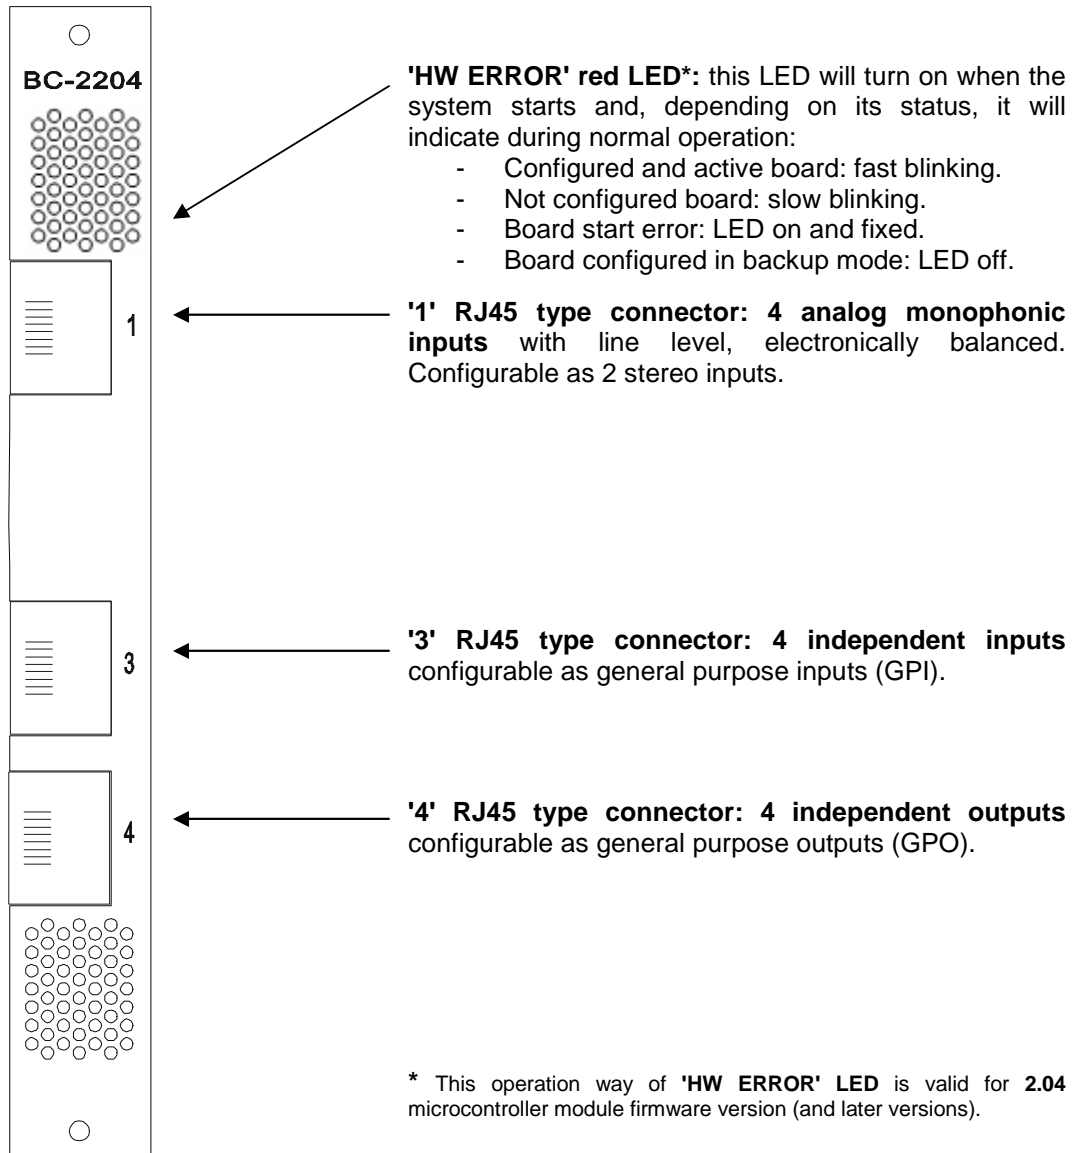 BC-2204
'HW ERROR' red LED*: this LED will turn on when the
system starts and, depending on its status, it will
indicate during normal operation:
- Configured and active board: fast blinking.
- Not configured board: slow blinking.
- Board start error: LED on and fixed.
- Board configured in backup mode: LED off.
1
'1' RJ45 type connector: 4 analog monophonic
inputs with line level, electronically balanced.
Configurable as 2 stereo inputs.
3
'3' RJ45 type connector: 4 independent inputs
configurable as general purpose inputs (GPI).
4
'4' RJ45 type connector: 4 independent outputs
configurable as general purpose outputs (GPO).
* This operation way of 'HW ERROR' LED is valid for 2.04
microcontroller module firmware version (and later versions).